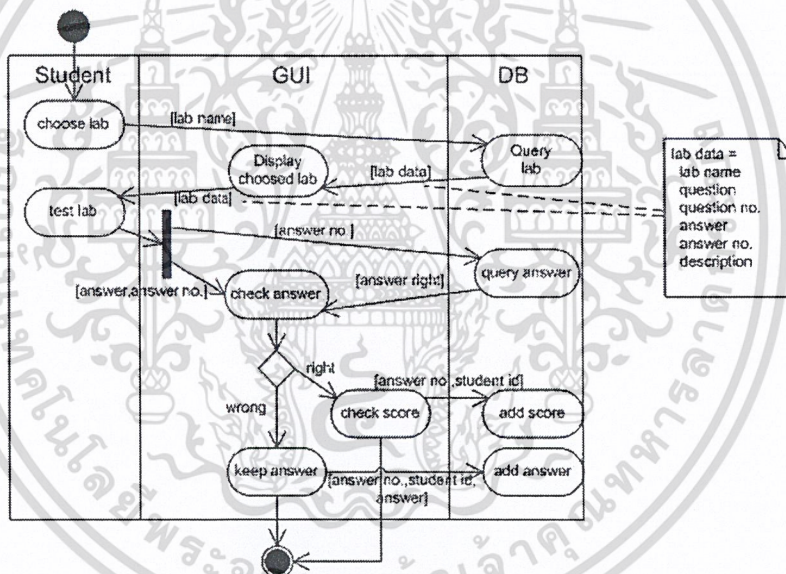 Student
GUI
DB
choose lab
[lab name]
Query
lab
Display
choosed lab
[lab data]
[lab data]
test lab
lab data =
lab name
question
question no.
answer
answer no.
description
[answer no.]
query answer
[answer right]
[answer,answer no.]
check answer
right
wrong
[answer no.,student id]
check score
add score
keep answer
[answer no.,student id,
answer]
add answer